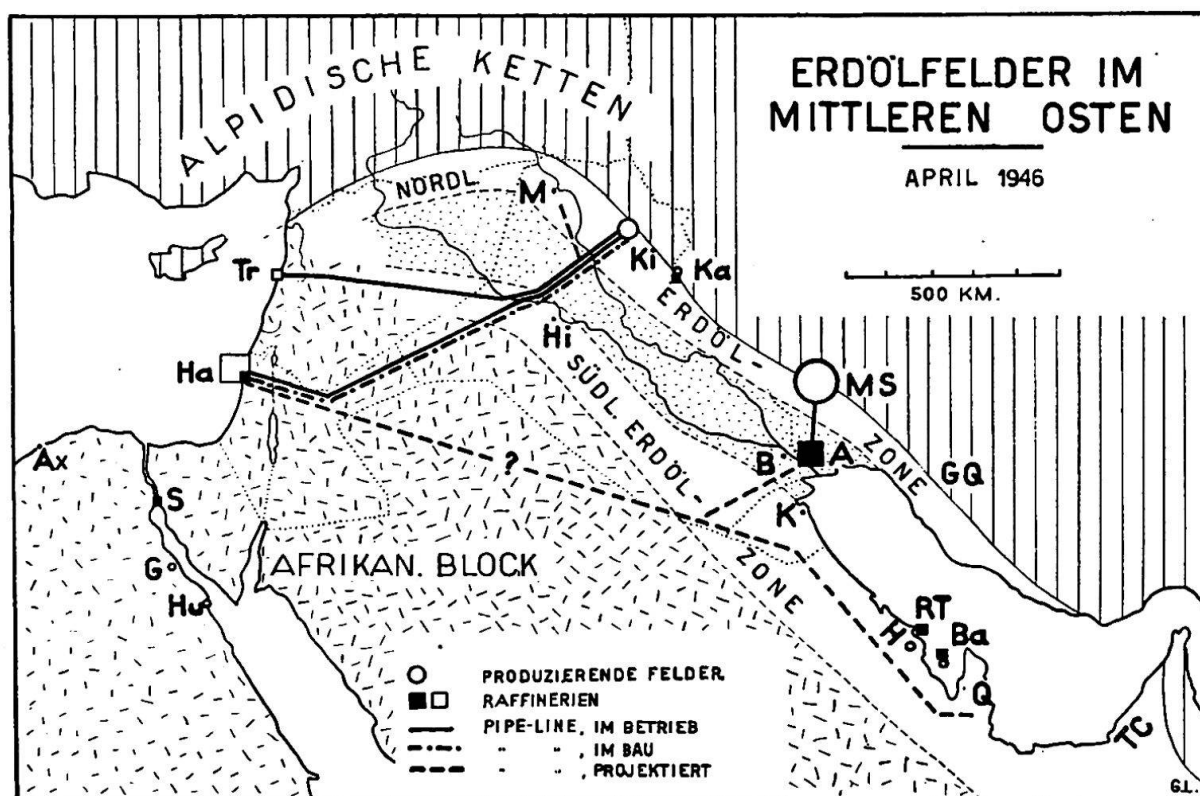 ERDÖLFELDER IM
MITTLEREN OSTEN
APRIL 1946
500 KM.
ALPIDISCHE KETTEN
NÖRDL.
ERDÖL-
ZONE
SÜDL ERDÖL-
ZONE
AFRIKAN. BLOCK
M
Ki
Ka
Tr
Hi
Ha
MS
?
B
A
GQ
Ax
K
S
G
Hu
RT
H
Ba
Q
TC
PRODUZIERENDE FELDER
RAFFINERIEN
PIPE-LINE, IM BETRIEB
" ", IM BAU
" ", PROJEKTIERT
G.L.